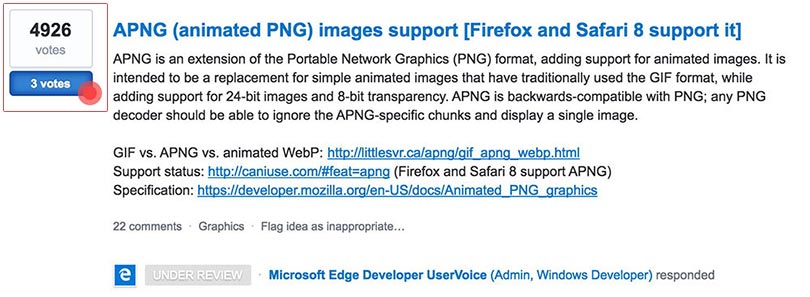 4926
votes
3 votes
APNG (animated PNG) images support [Firefox and Safari 8 support it]
APNG is an extension of the Portable Network Graphics (PNG) format, adding support for animated images. It is
intended to be a replacement for simple animated images that have traditionally used the GIF format, while
adding support for 24-bit images and 8-bit transparency. APNG is backwards-compatible with PNG; any PNG
decoder should be able to ignore the APNG-specific chunks and display a single image.
GIF vs. APNG vs. animated WebP: http://littlesvr.ca/apng/gif_apng_webp.html
Support status: http://caniuse.com/#feat=apng (Firefox and Safari 8 support APNG)
Specification: https://developer.mozilla.org/en-US/docs/Animated_PNG_graphics
22 comments · Graphics · Flag idea as inappropriate…
UNDER REVIEW · Microsoft Edge Developer UserVoice (Admin, Windows Developer) responded